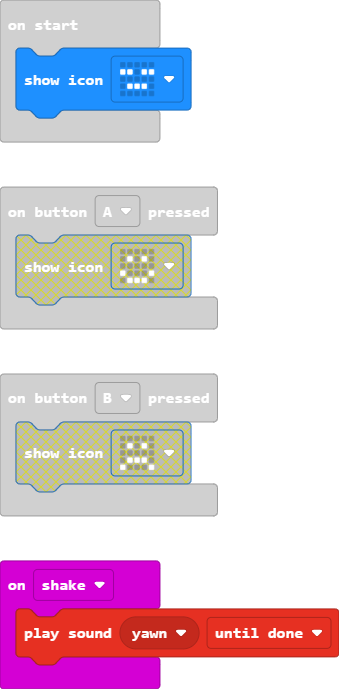 on start
show icon
on button A pressed
show icon
on button B pressed
show icon
on shake
play sound yawn until done